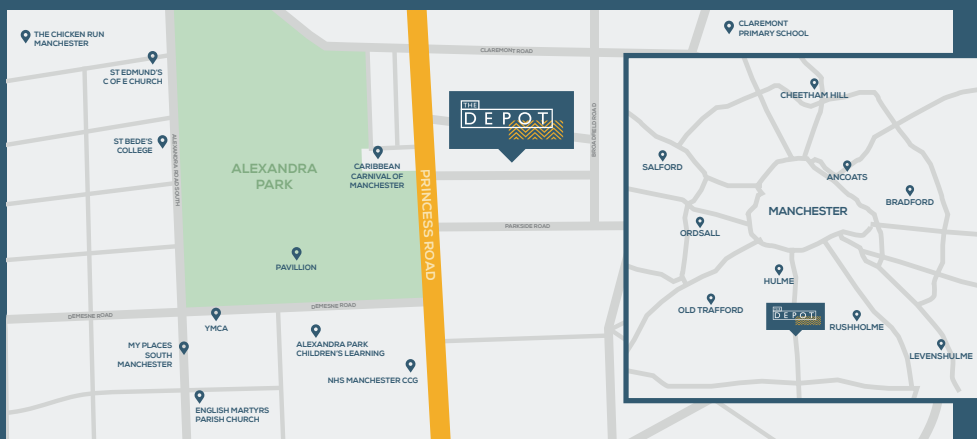 THE CHICKEN RUN
MANCHESTER
ST EDMUND'S
C OF E CHURCH
ST BEDE'S
COLLEGE
ALEXANDRA ROAD SOUTH
ALEXANDRA
PARK
PAVILLION
CARIBBEAN
CARNIVAL OF
MANCHESTER
PRINCESS ROAD
CLAREMONT ROAD
THE
DEPOT
BROADFIELD ROAD
PARKSIDE ROAD
CLAREMONT
PRIMARY SCHOOL
DEMESNE ROAD
DEMESNE ROAD
YMCA
MY PLACES
SOUTH
MANCHESTER
ALEXANDRA PARK
CHILDREN'S LEARNING
NHS MANCHESTER CCG
ENGLISH MARTYRS
PARISH CHURCH
CHEETHAM HILL
SALFORD
ANCOATS
BRADFORD
MANCHESTER
ORDSALL
HULME
OLD TRAFFORD
THE
DEPOT
RUSHHOLME
LEVENSHULME